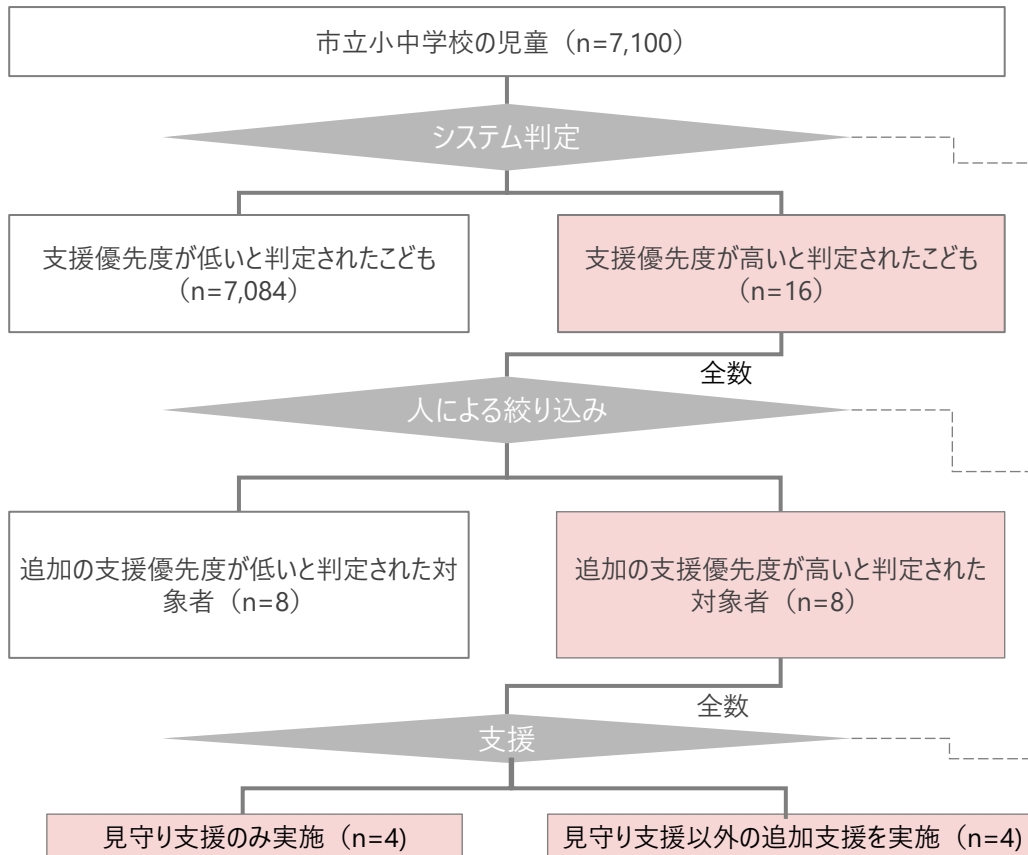 市立小中学校の児童（n=7,100）
システム判定
支援優先度が低いと判定されたこども
（n=7,084）
支援優先度が高いと判定されたこども
（n=16）
全数
人による絞り込み
追加の支援優先度が低いと判定された対
象者（n=8）
追加の支援優先度が高いと判定された
対象者（n=8）
全数
支援
見守り支援のみ実施（n=4)
見守り支援以外の追加支援を実施（n=4)